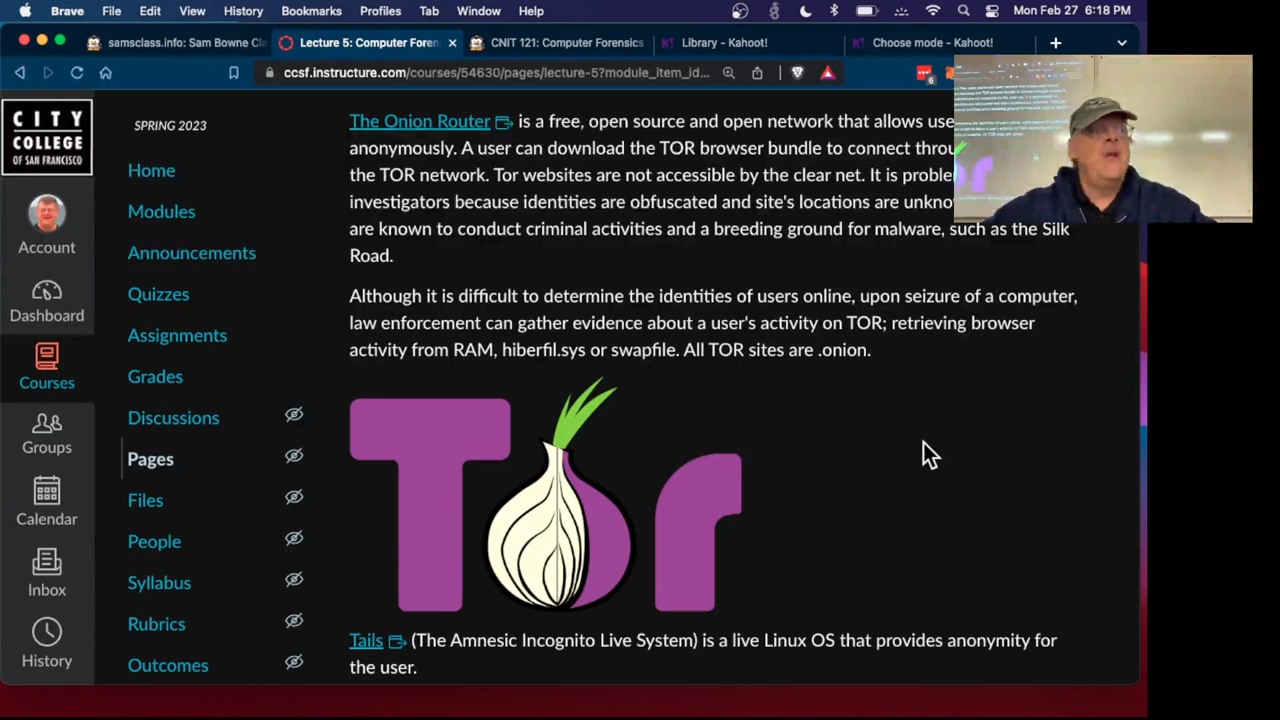 Brave File Edit View History Bookmarks Profiles Tab Window Help Mon Feb 27 6:18 PM
samsclass.info: Sam Bowne Cla Lecture 5: Computer Foren CNIT 121: Computer Forensics Library - Kahoot! Choose mode - Kahoot!
ccsf.instructure.com/courses/54630/pages/lecture-5?module_item_id...
6
CITY
COLLEGE
OF SAN FRANCISCO
Account
Dashboard
Courses
Groups
Calendar
Inbox
History
SPRING 2023
Home
Modules
Announcements
Quizzes
Assignments
Grades
Discussions
Pages
Files
People
Syllabus
Rubrics
Outcomes
The Onion Router is a free, open source and open network that allows use
anonymously. A user can download the TOR browser bundle to connect throu
the TOR network. Tor websites are not accessible by the clear net. It is proble
investigators because identities are obfuscated and site's locations are unkno
are known to conduct criminal activities and a breeding ground for malware, such as the Silk
Road.
Although it is difficult to determine the identities of users online, upon seizure of a computer,
law enforcement can gather evidence about a user's activity on TOR; retrieving browser
activity from RAM, hiberfil.sys or swapfile. All TOR sites are .onion.
Tor
Tails (The Amnesic Incognito Live System) is a live Linux OS that provides anonymity for
the user.